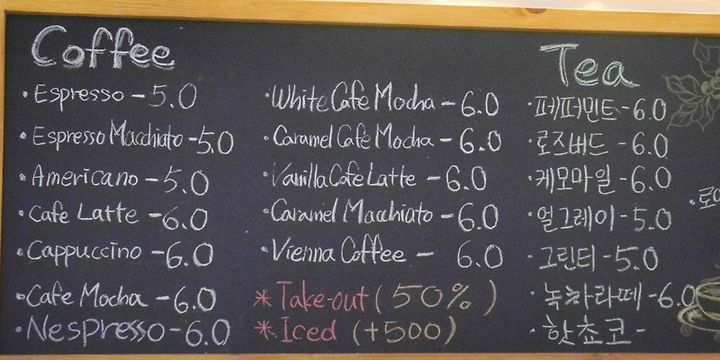 Coffee
· Espresso - 5.0
· Espresso Macchiato - 5.0
· Americano - 5.0
· Cafe Latte - 6.0
· Cappuccino - 6.0
· Cafe Mocha - 6.0
· Nespresso - 6.0
· White Cafe Mocha - 6.0
· Caramel Cafe Mocha - 6.0
· Vanilla Cafe Latte - 6.0
· Caramel Macchiato - 6.0
· Vienna Coffee - 6.0
* Take-out (50%)
* Iced (+500)
Tea
· 페퍼민트 - 6.0
· 로즈버드 - 6.0
· 케모마일 - 6.0
· 얼그레이 - 5.0
· 그린티 - 5.0
· 녹차라떼 - 6.0
· 핫쵸코 -